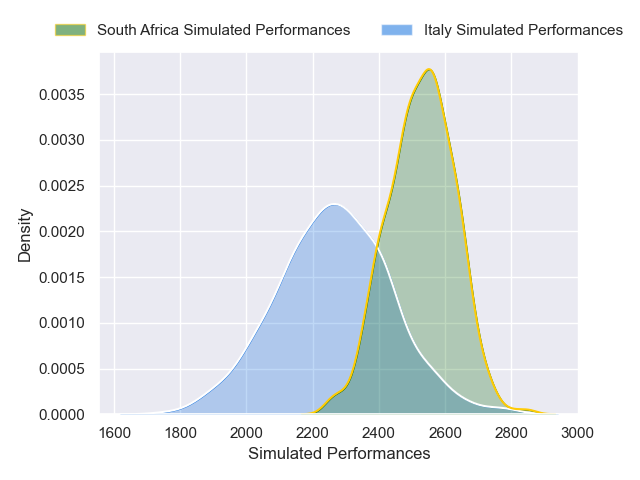 South Africa Simulated Performances
Italy Simulated Performances
0.0035
0.0030
0.0025
0.0020
0.0015
0.0010
0.0005
0.0000
Density
1600 1800 2000 2200 2400 2600 2800 3000
Simulated Performances